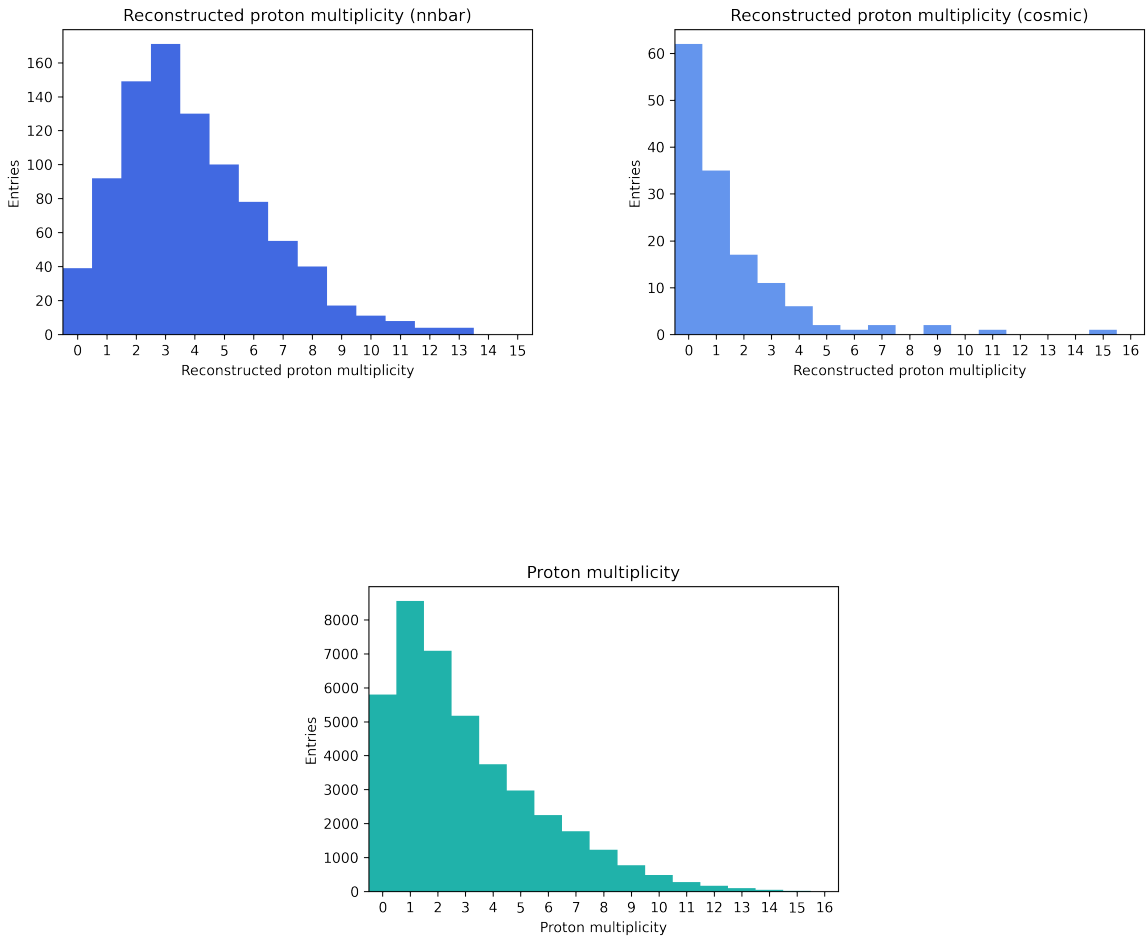 Reconstructed proton multiplicity (nnbar)
160
140
120
100
80
60
40
20
0
Entries
0 1 2 3 4 5 6 7 8 9 10 11 12 13 14 15
Reconstructed proton multiplicity
Reconstructed proton multiplicity (cosmic)
60
50
40
30
20
10
0
Entries
0 1 2 3 4 5 6 7 8 9 10 11 12 13 14 15 16
Reconstructed proton multiplicity
Proton multiplicity
8000
7000
6000
5000
4000
3000
2000
1000
0
Entries
0 1 2 3 4 5 6 7 8 9 10 11 12 13 14 15 16
Proton multiplicity